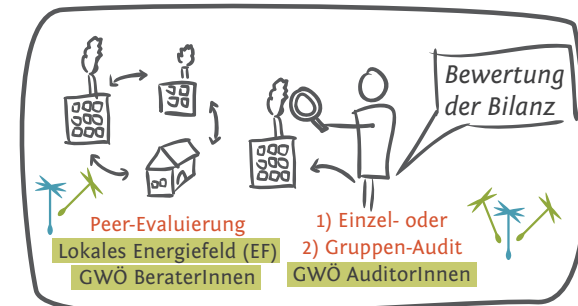 Bewertung
der Bilanz
Peer-Evaluierung
Lokales Energiefeld (EF)
GWÖ BeraterInnen
1) Einzel- oder
2) Gruppen-Audit
GWÖ AuditorInnen